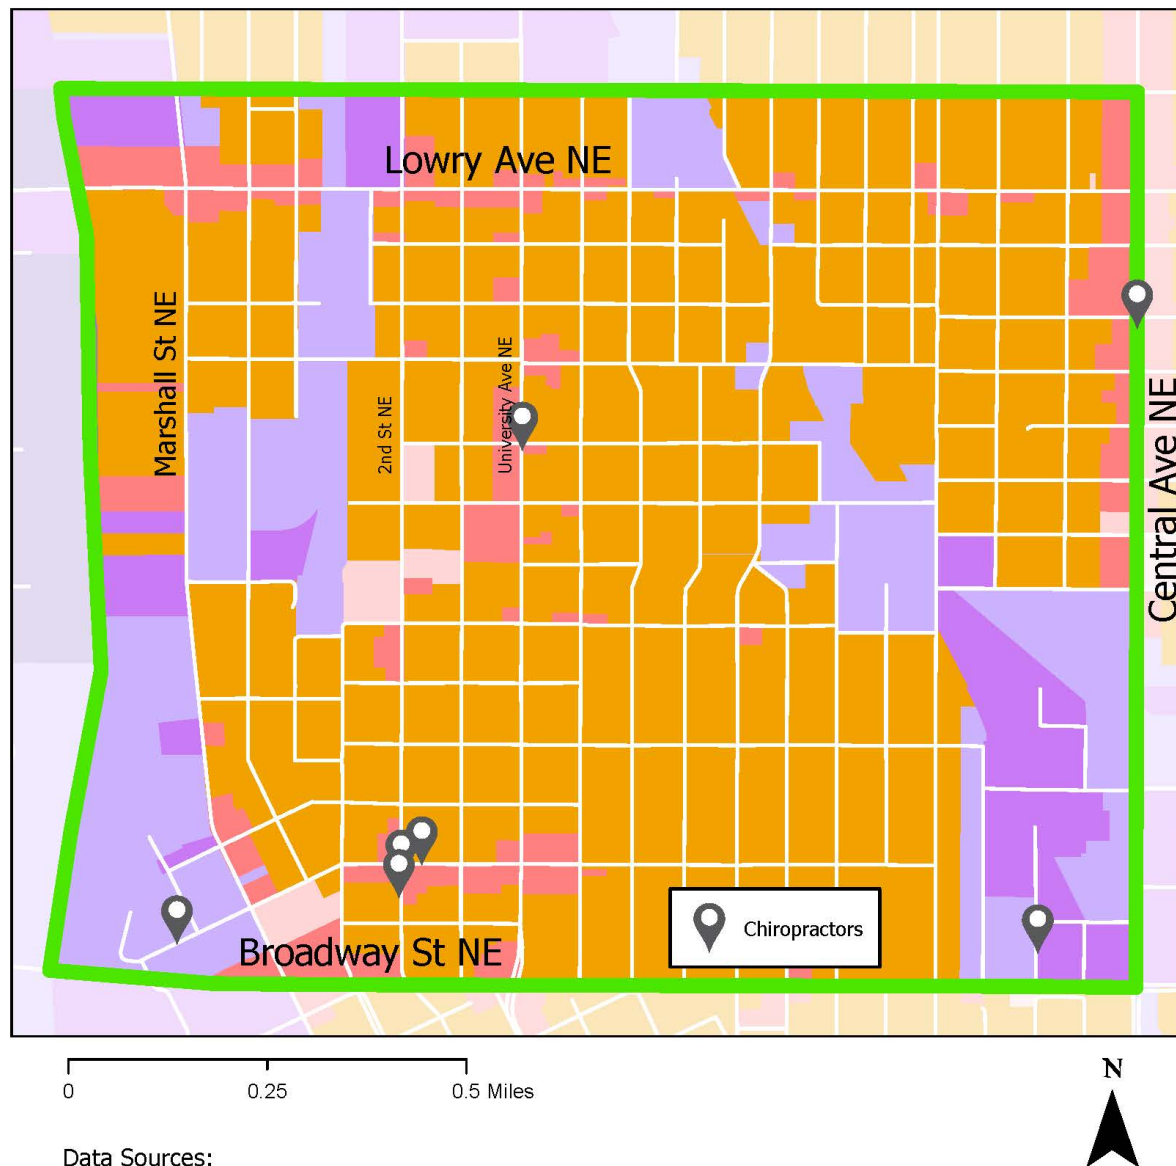 Lowry Ave NE
Marshall St NE
2nd St NE
University Ave NE
Central Ave NE
Chiropractors
Broadway St NE
0 0.25 0.5 Miles
N
Data Sources: